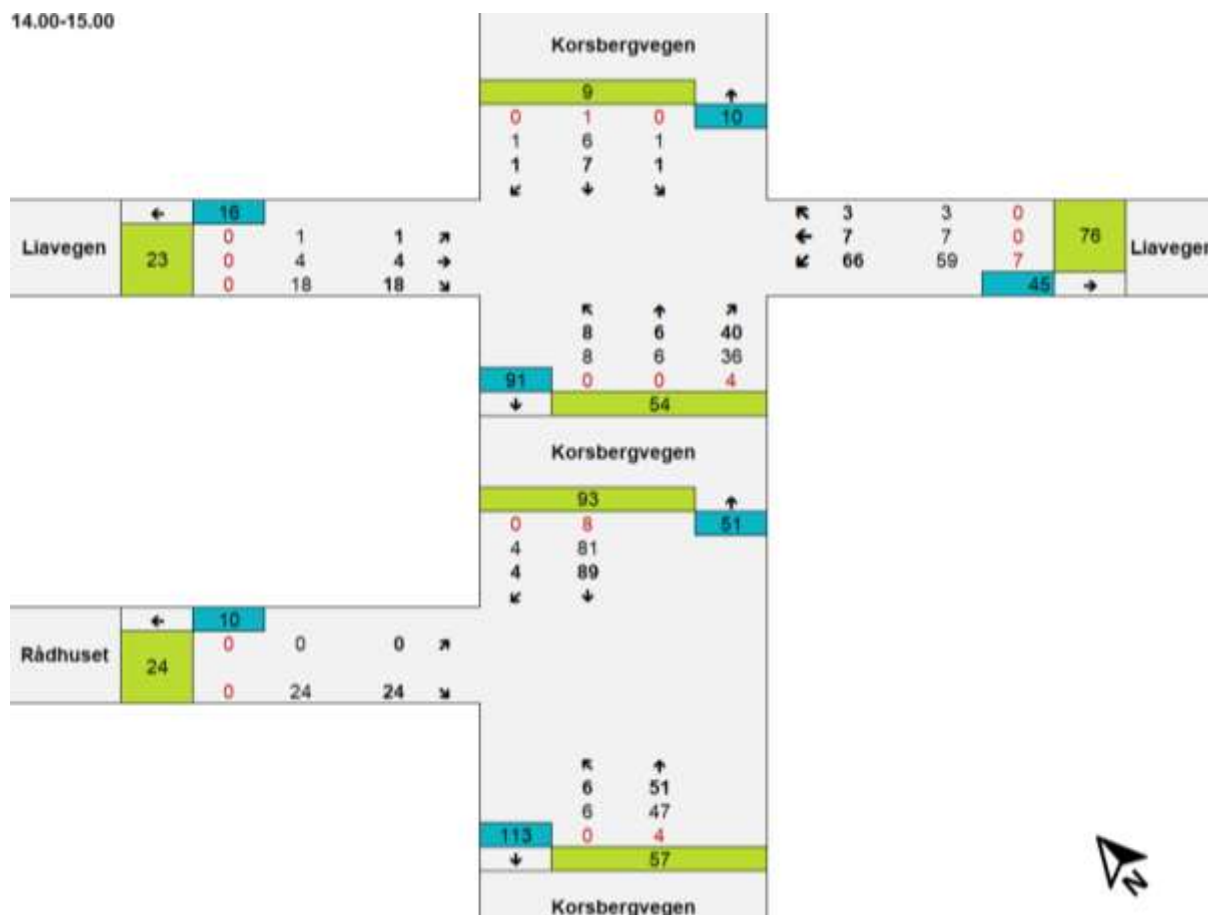 14.00-15.00
Korsbergvegen
9
0 1 0 10
1 6 1
1 7 1
16 3 3 0
Liavegen 23 0 1 1 7 7 0 76 Liavegen
0 4 4 66 59 7
0 18 18 45
8 6 40
8 6 36
91 0 0 4
54
Korsbergvegen
93
0 8 51
4 81
4 89
10
Rådhuset 24 0 0 0
0 24 24
6 51
6 47
113 0 4
57
Korsbergvegen
N